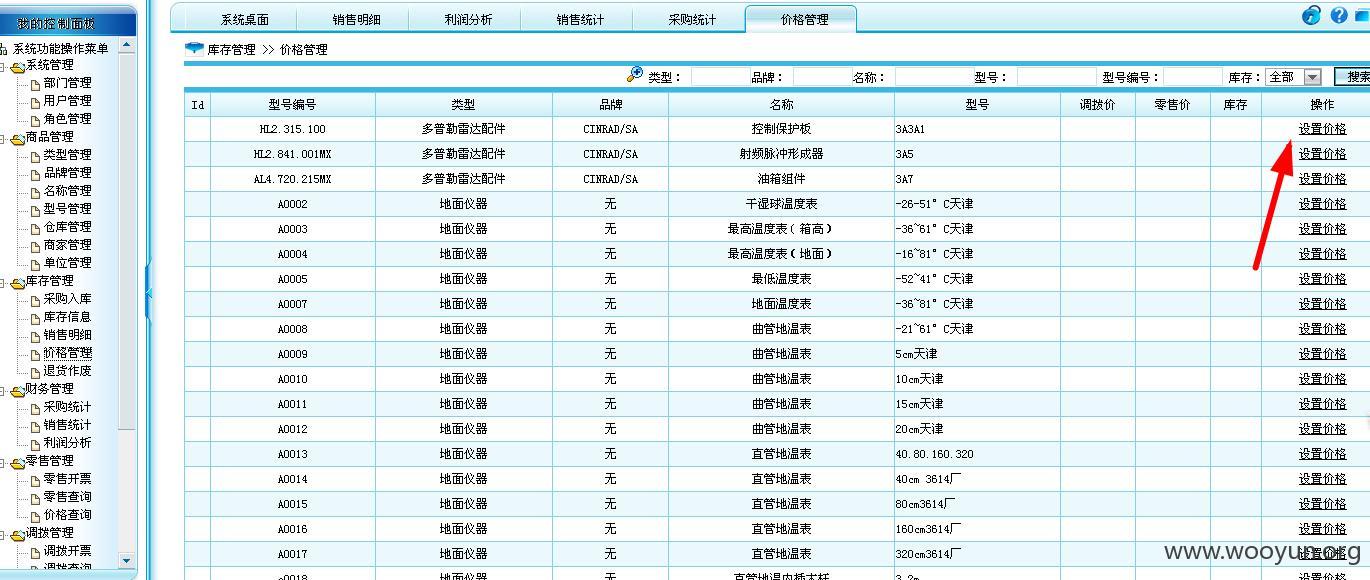 我的控制面板
系统功能操作菜单
系统管理
部门管理
用户管理
角色管理
商品管理
类型管理
品牌管理
名称管理
型号管理
仓库管理
商家管理
单位管理
库存管理
采购入库
库存信息
销售明细
价格管理
退货作废
财务管理
采购统计
销售统计
利润分析
零售管理
零售开票
零售查询
价格查询
调拨管理
调拨开票
调拨查询
系统桌面 销售明细 利润分析 销售统计 采购统计 价格管理
库存管理 >> 价格管理
类型： 品牌： 名称： 型号： 型号编号： 库存： 全部 搜索
Id 型号编号 类型 品牌 名称 型号 调拨价 零售价 库存 操作
HL2.315.100 多普勒雷达配件 CINRAD/SA 控制保护板 3A3A1 设置价格
HL2.841.001MX 多普勒雷达配件 CINRAD/SA 射频脉冲形成器 3A5 设置价格
AL4.720.215MX 多普勒雷达配件 CINRAD/SA 油箱组件 3A7 设置价格
A0002 地面仪器 无 干湿球温度表 -26-51°C天津 设置价格
A0003 地面仪器 无 最高温度表（箱高） -36~61°C天津 设置价格
A0004 地面仪器 无 最高温度表（地面） -16~81°C天津 设置价格
A0005 地面仪器 无 最低温度表 -52~41°C天津 设置价格
A0007 地面仪器 无 地面温度表 -36~81°C天津 设置价格
A0008 地面仪器 无 曲管地温表 -21~61°C天津 设置价格
A0009 地面仪器 无 曲管地温表 5cm天津 设置价格
A0010 地面仪器 无 曲管地温表 10cm天津 设置价格
A0011 地面仪器 无 曲管地温表 15cm天津 设置价格
A0012 地面仪器 无 曲管地温表 20cm天津 设置价格
A0013 地面仪器 无 直管地温表 40.80.160.320 设置价格
A0014 地面仪器 无 直管地温表 40cm 3614厂 设置价格
A0015 地面仪器 无 直管地温表 80cm3614厂 设置价格
A0016 地面仪器 无 直管地温表 160cm3614厂 设置价格
A0017 地面仪器 无 直管地温表 320cm3614厂 设置价格
A0018 地面仪器 无 直管地温内插木杆 3.2m 设置价格
www.wooyun.org